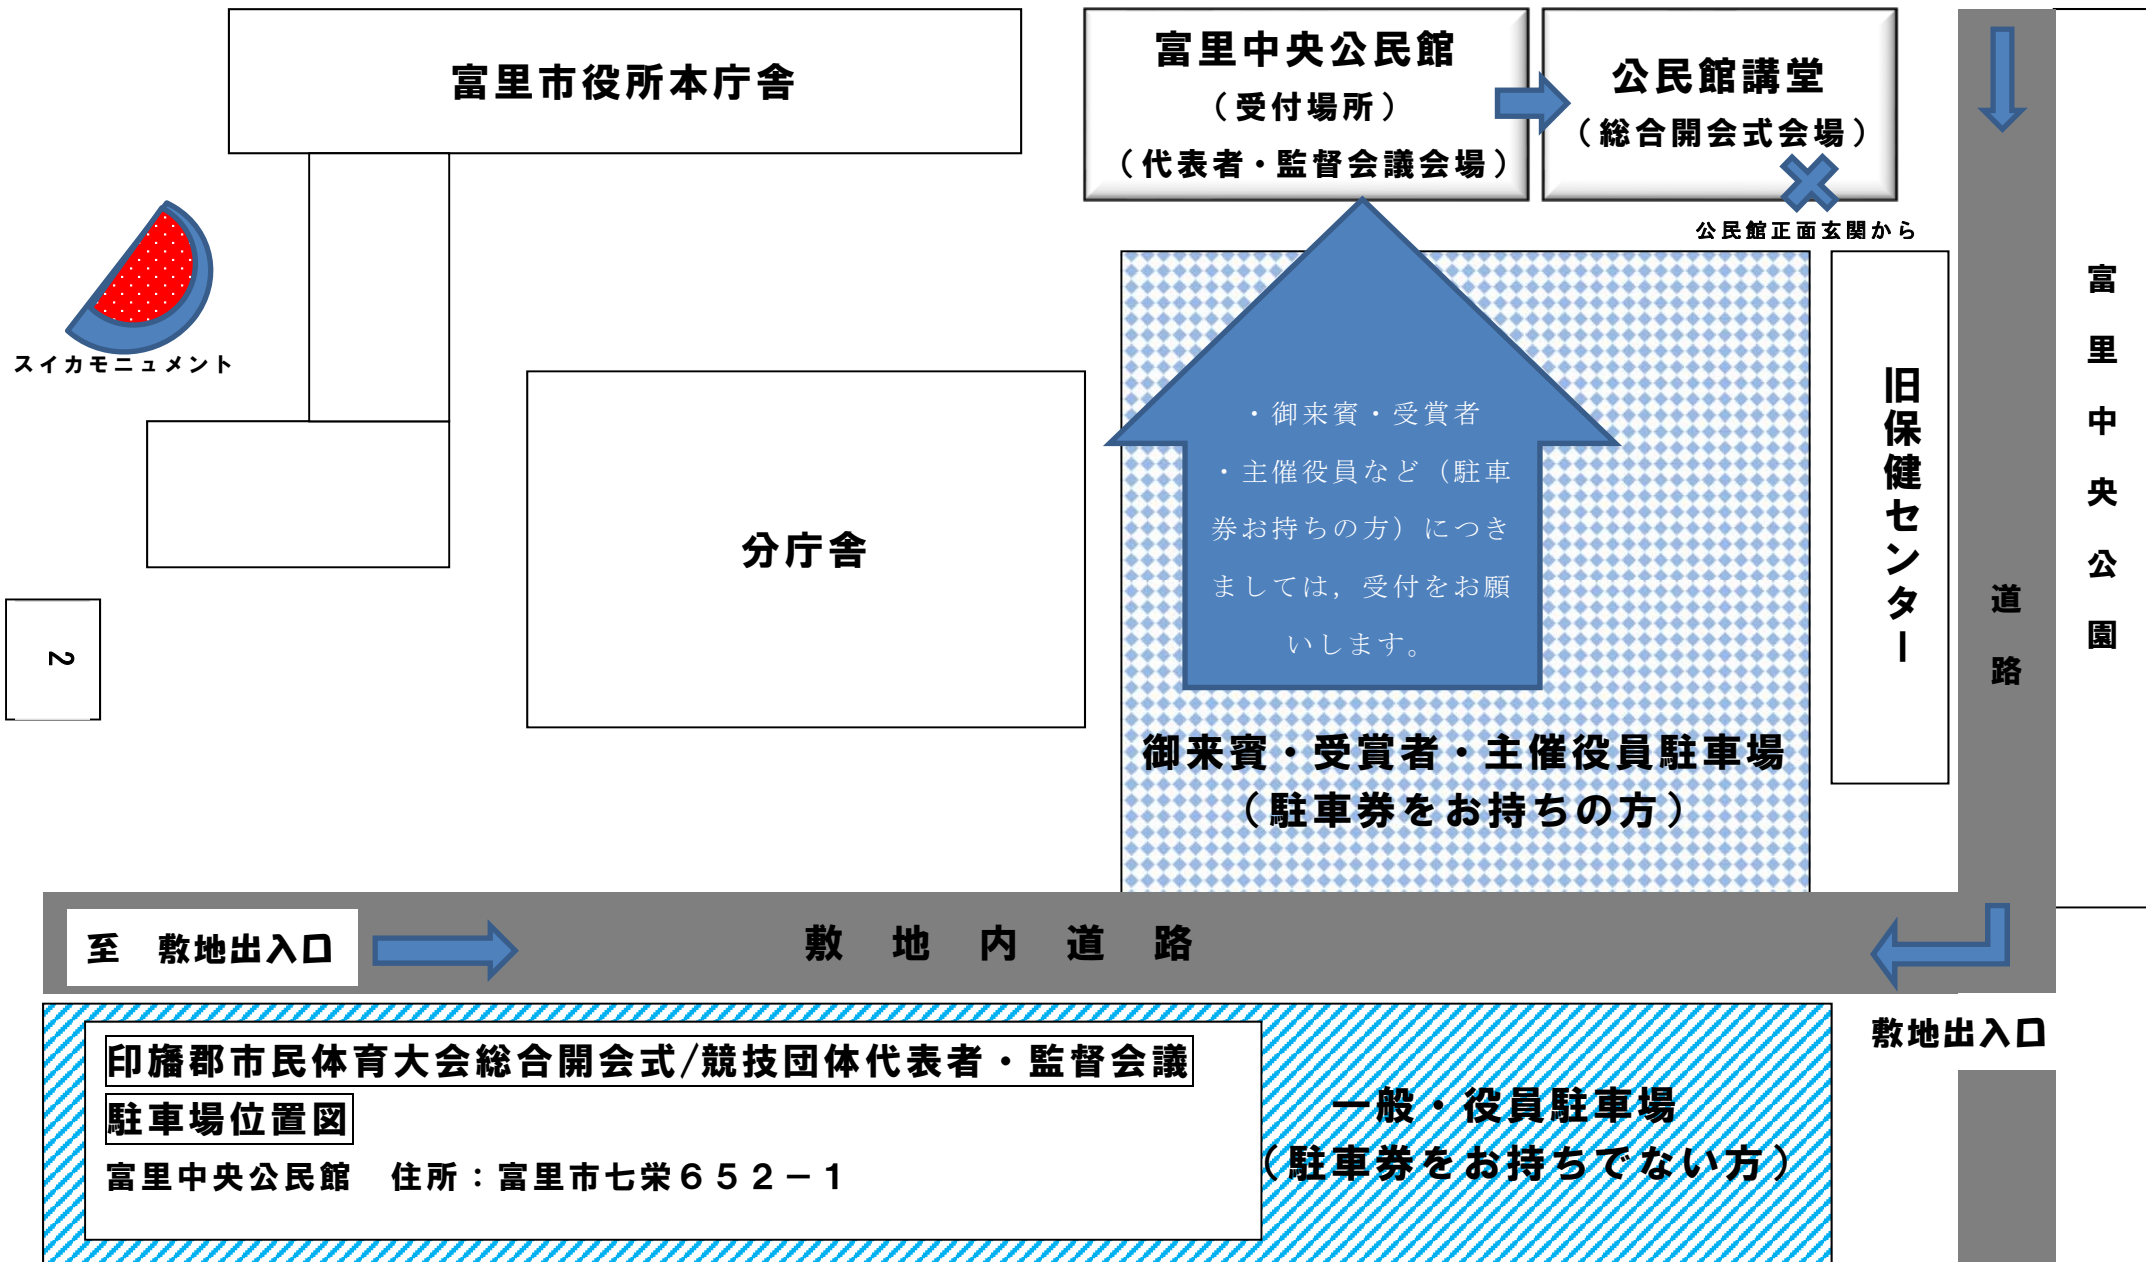 富里市役所本庁舎
富里中央公民館
（受付場所）
（代表者・監督会議会場）
公民館講堂
（総合開会式会場）
公民館正面玄関から
スイカモニュメント
富里中央公園
旧保健センター
道路
・御来賓・受賞者
・主催役員など（駐車
券お持ちの方）につき
ましては，受付をお願
いします。
分庁舎
2
御来賓・受賞者・主催役員駐車場
（駐車券をお持ちの方）
至　敷地出入口
敷　地　内　道　路
敷地出入口
印旛郡市民体育大会総合開会式/競技団体代表者・監督会議
駐車場位置図
富里中央公民館　住所：富里市七栄６５２－１
一般・役員駐車場
（駐車券をお持ちでない方）